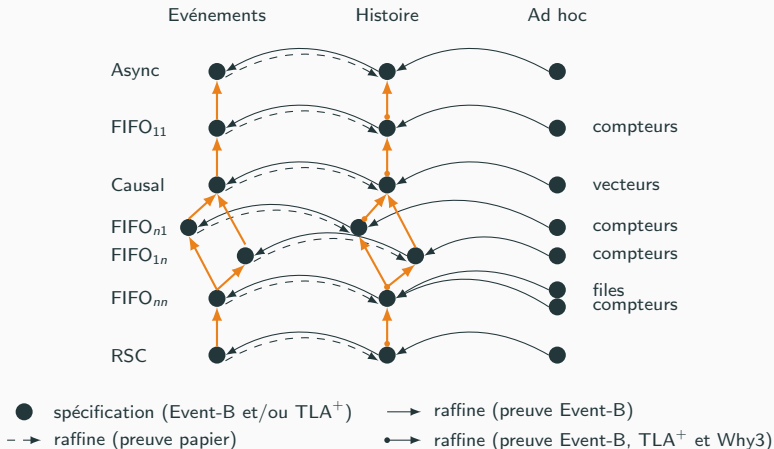 Evénements Histoire Ad hoc
Async
FIFO₁₁ compteurs
Causal vecteurs
FIFOₙ₁ compteurs
FIFO₁ₙ compteurs
files
FIFOₙₙ compteurs
RSC
spécification (Event-B et/ou TLA⁺) raffine (preuve Event-B)
raffine (preuve papier) raffine (preuve Event-B, TLA⁺ et Why3)